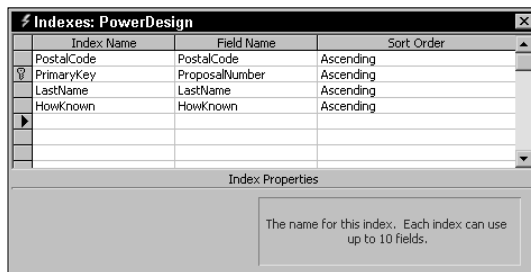 Indexes: PowerDesign
Index Name Field Name Sort Order
PostalCode PostalCode Ascending
PrimaryKey ProposalNumber Ascending
LastName LastName Ascending
HowKnown HowKnown Ascending
Index Properties
The name for this index. Each index can use
up to 10 fields.